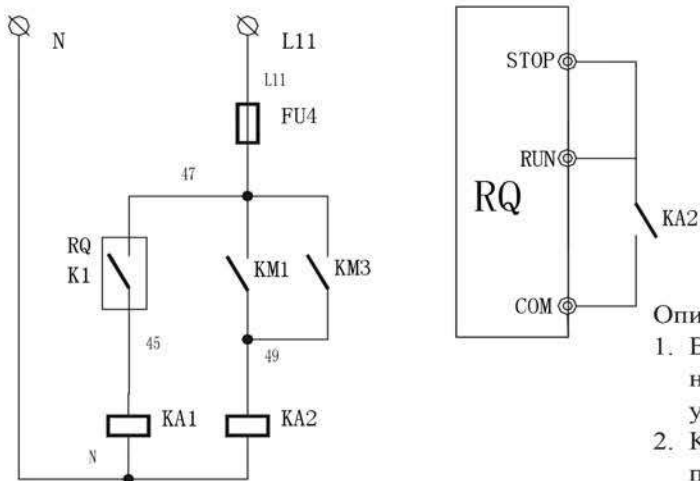 N
L11
L11
FU4
47
RQ
K1
KM1
KM3
45
49
KA1
KA2
N
STOP
RUN
RQ
KA2
COM
Опи
1. В
н
у
2. К
п